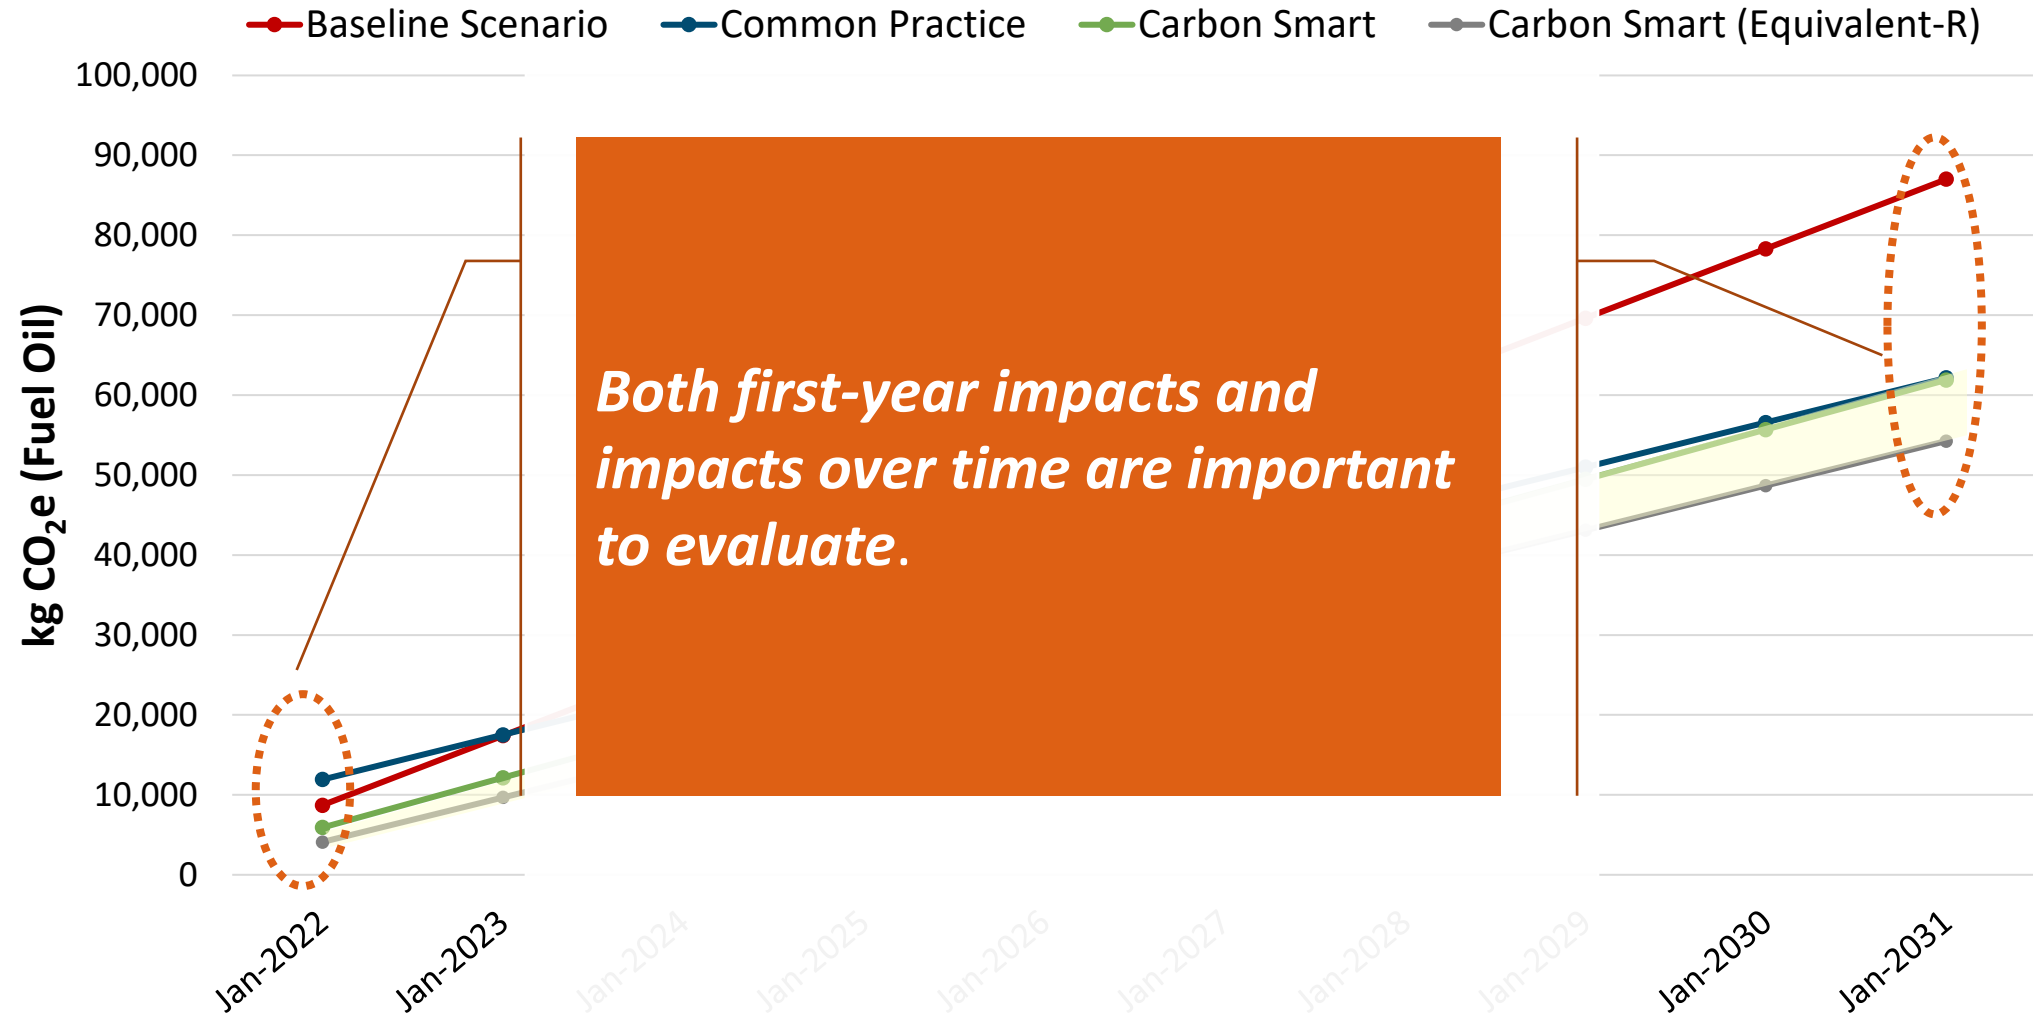 Baseline Scenario Common Practice Carbon Smart Carbon Smart (Equivalent-R)
100,000
90,000
80,000
70,000
60,000
50,000
40,000
30,000
20,000
10,000
0
kg CO₂e (Fuel Oil)
Both first-year impacts and
impacts over time are important
to evaluate.
Jan-2022 Jan-2023 Jan-2024 Jan-2025 Jan-2026 Jan-2027 Jan-2028 Jan-2029 Jan-2030 Jan-2031